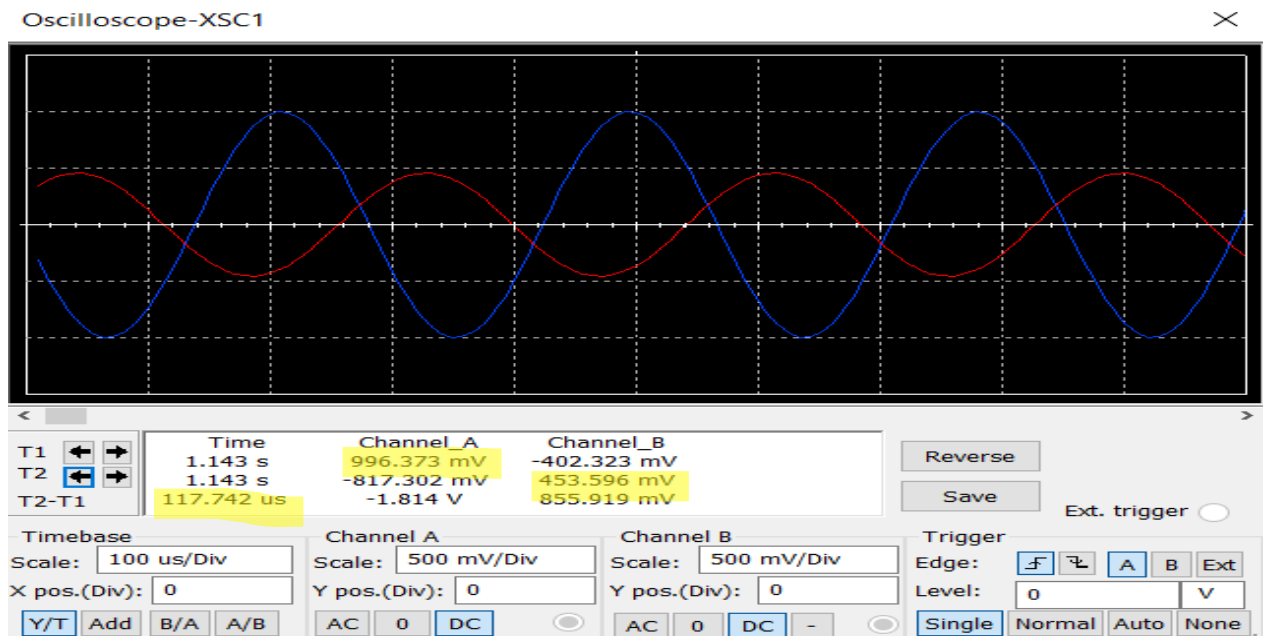 Oscilloscope-XSC1
Time Channel_A Channel_B
T1 1.143 s 996.373 mV -402.323 mV
T2 1.143 s -817.302 mV 453.596 mV
T2-T1 117.742 us -1.814 V 855.919 mV
Reverse
Save
Ext. trigger
Timebase
Scale: 100 us/Div
X pos.(Div): 0
Y/T Add B/A A/B
Channel A
Scale: 500 mV/Div
Y pos.(Div): 0
AC 0 DC
Channel B
Scale: 500 mV/Div
Y pos.(Div): 0
AC 0 DC -
Trigger
Edge: A B Ext
Level: 0 V
Single Normal Auto None